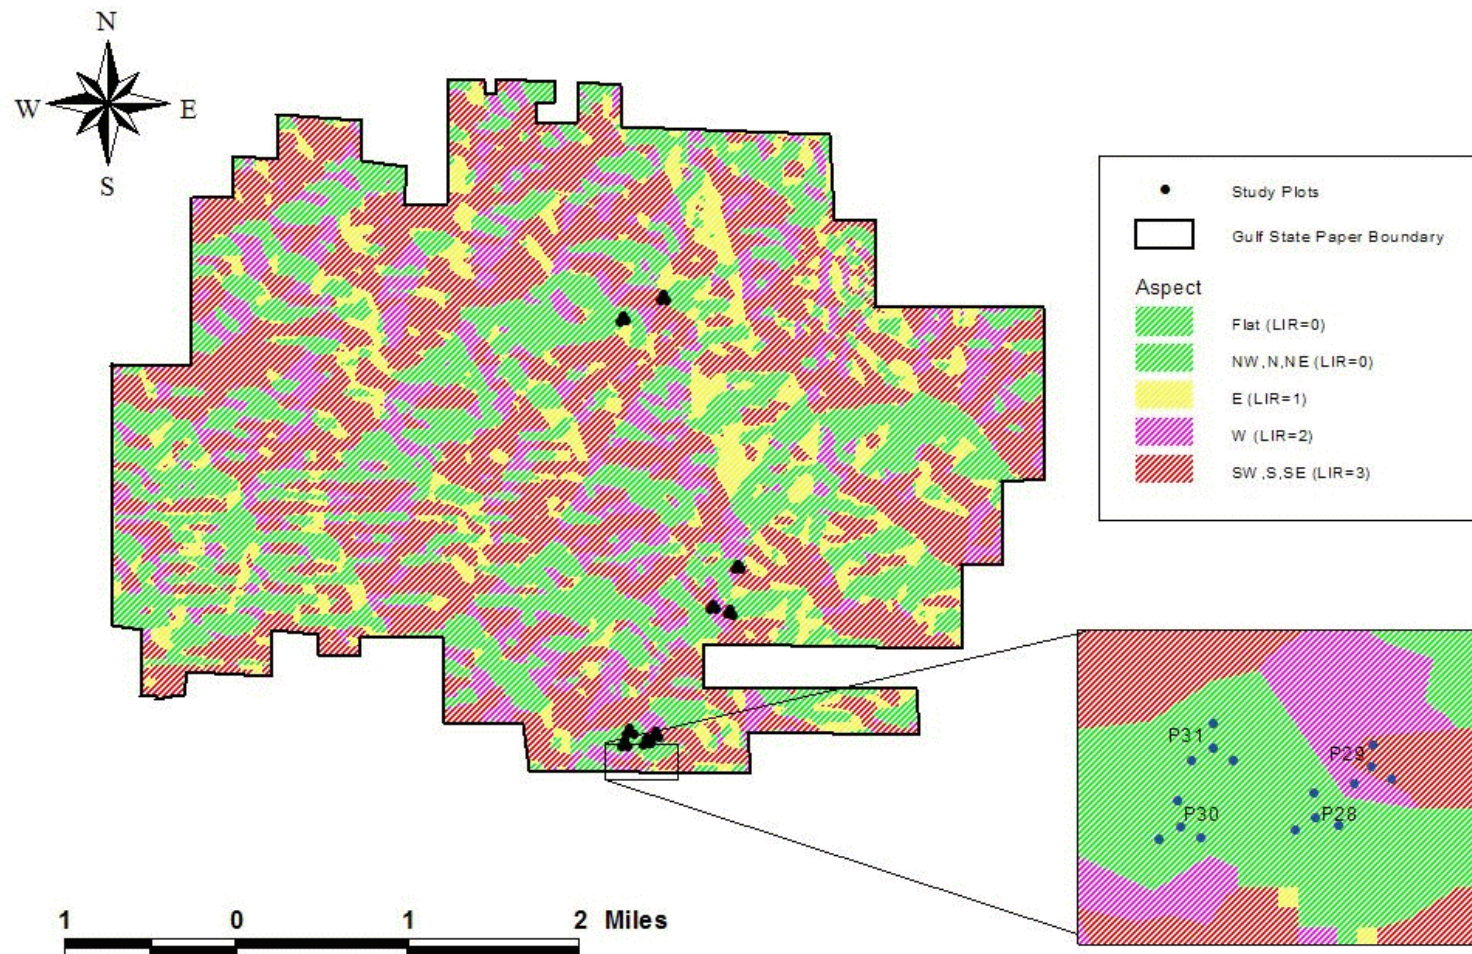 N
W E
S
Study Plots
Gulf State Paper Boundary
Aspect
Flat (LIR=0)
NW,N,NE (LIR=0)
E (LIR=1)
W (LIR=2)
SW,S,SE (LIR=3)
P31
P29
P30
P28
1 0 1 2 Miles